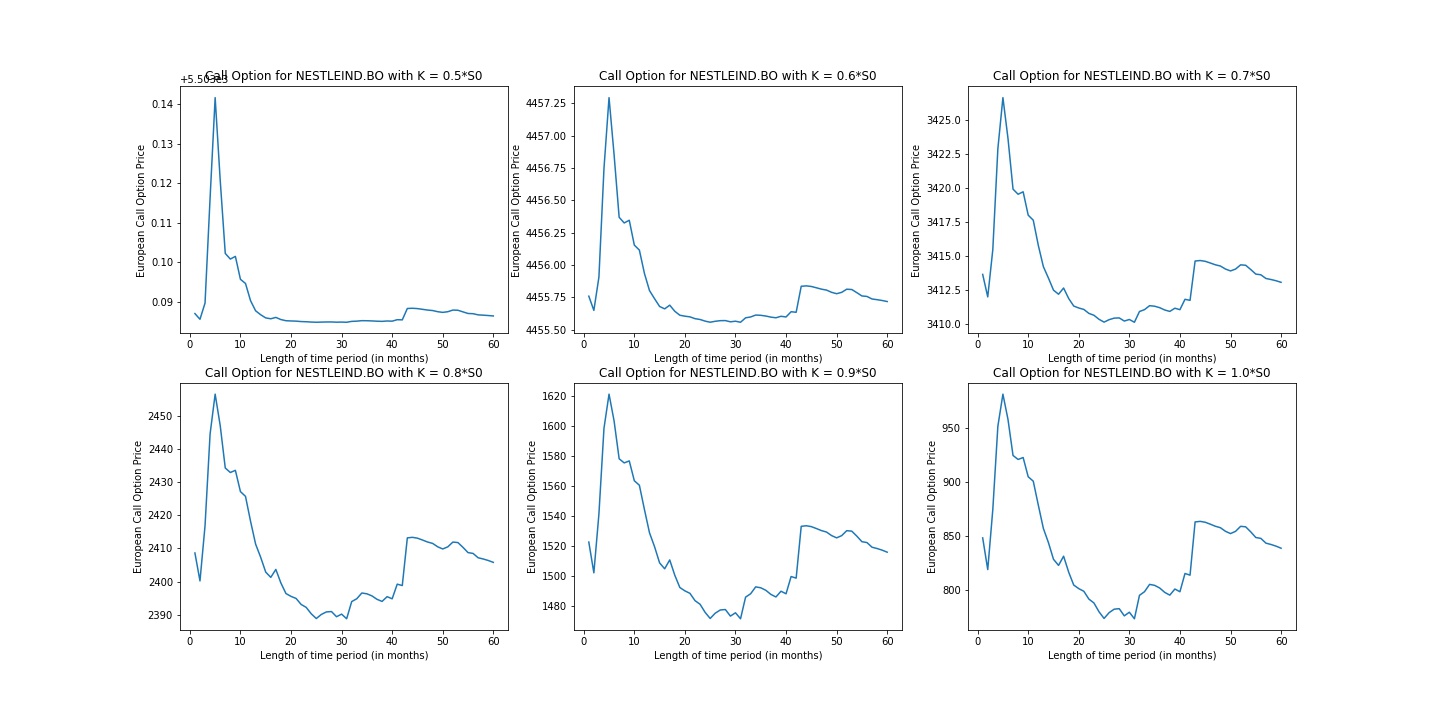 Call Option for NESTLEIND.BO with K = 0.5*S0
+5.503e3
European Call Option Price
0.14
0.13
0.12
0.11
0.10
0.09
0 10 20 30 40 50 60
Length of time period (in months)
Call Option for NESTLEIND.BO with K = 0.6*S0
European Call Option Price
4457.25
4457.00
4456.75
4456.50
4456.25
4456.00
4455.75
4455.50
0 10 20 30 40 50 60
Length of time period (in months)
Call Option for NESTLEIND.BO with K = 0.7*S0
European Call Option Price
3425.0
3422.5
3420.0
3417.5
3415.0
3412.5
3410.0
0 10 20 30 40 50 60
Length of time period (in months)
Call Option for NESTLEIND.BO with K = 0.8*S0
European Call Option Price
2450
2440
2430
2420
2410
2400
2390
0 10 20 30 40 50 60
Length of time period (in months)
Call Option for NESTLEIND.BO with K = 0.9*S0
European Call Option Price
1620
1600
1580
1560
1540
1520
1500
1480
0 10 20 30 40 50 60
Length of time period (in months)
Call Option for NESTLEIND.BO with K = 1.0*S0
European Call Option Price
950
900
850
800
0 10 20 30 40 50 60
Length of time period (in months)